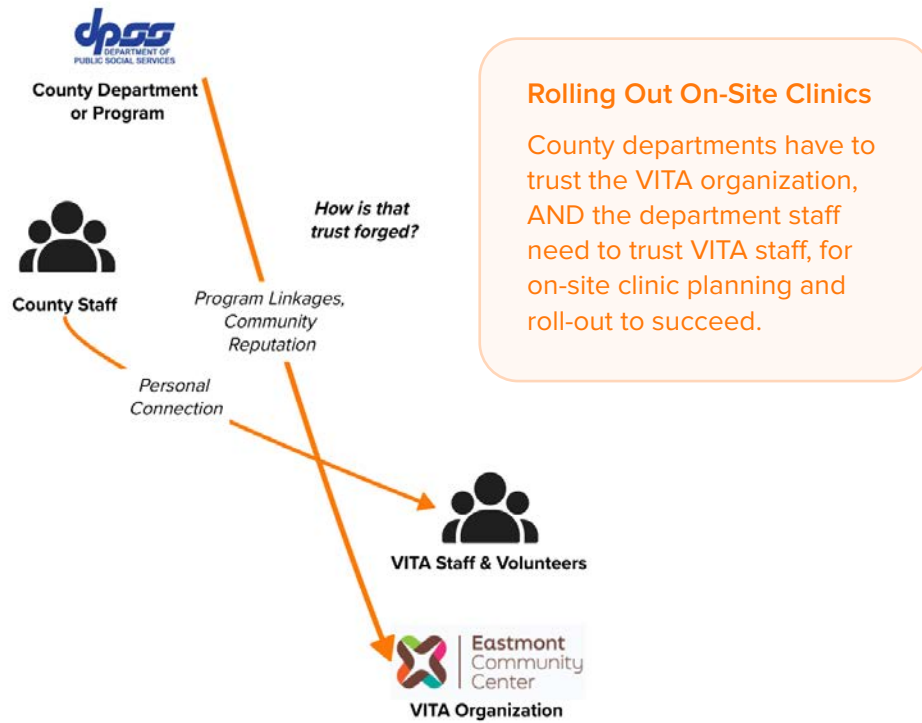 dpss
DEPARTMENT OF
PUBLIC SOCIAL SERVICES
County Department
or Program
Rolling Out On-Site Clinics
County departments have to
trust the VITA organization,
AND the department staff
need to trust VITA staff, for
on-site clinic planning and
roll-out to succeed.
How is that
trust forged?
County Staff
Program Linkages,
Community
Reputation
Personal
Connection
VITA Staff & Volunteers
Eastmont
Community
Center
VITA Organization